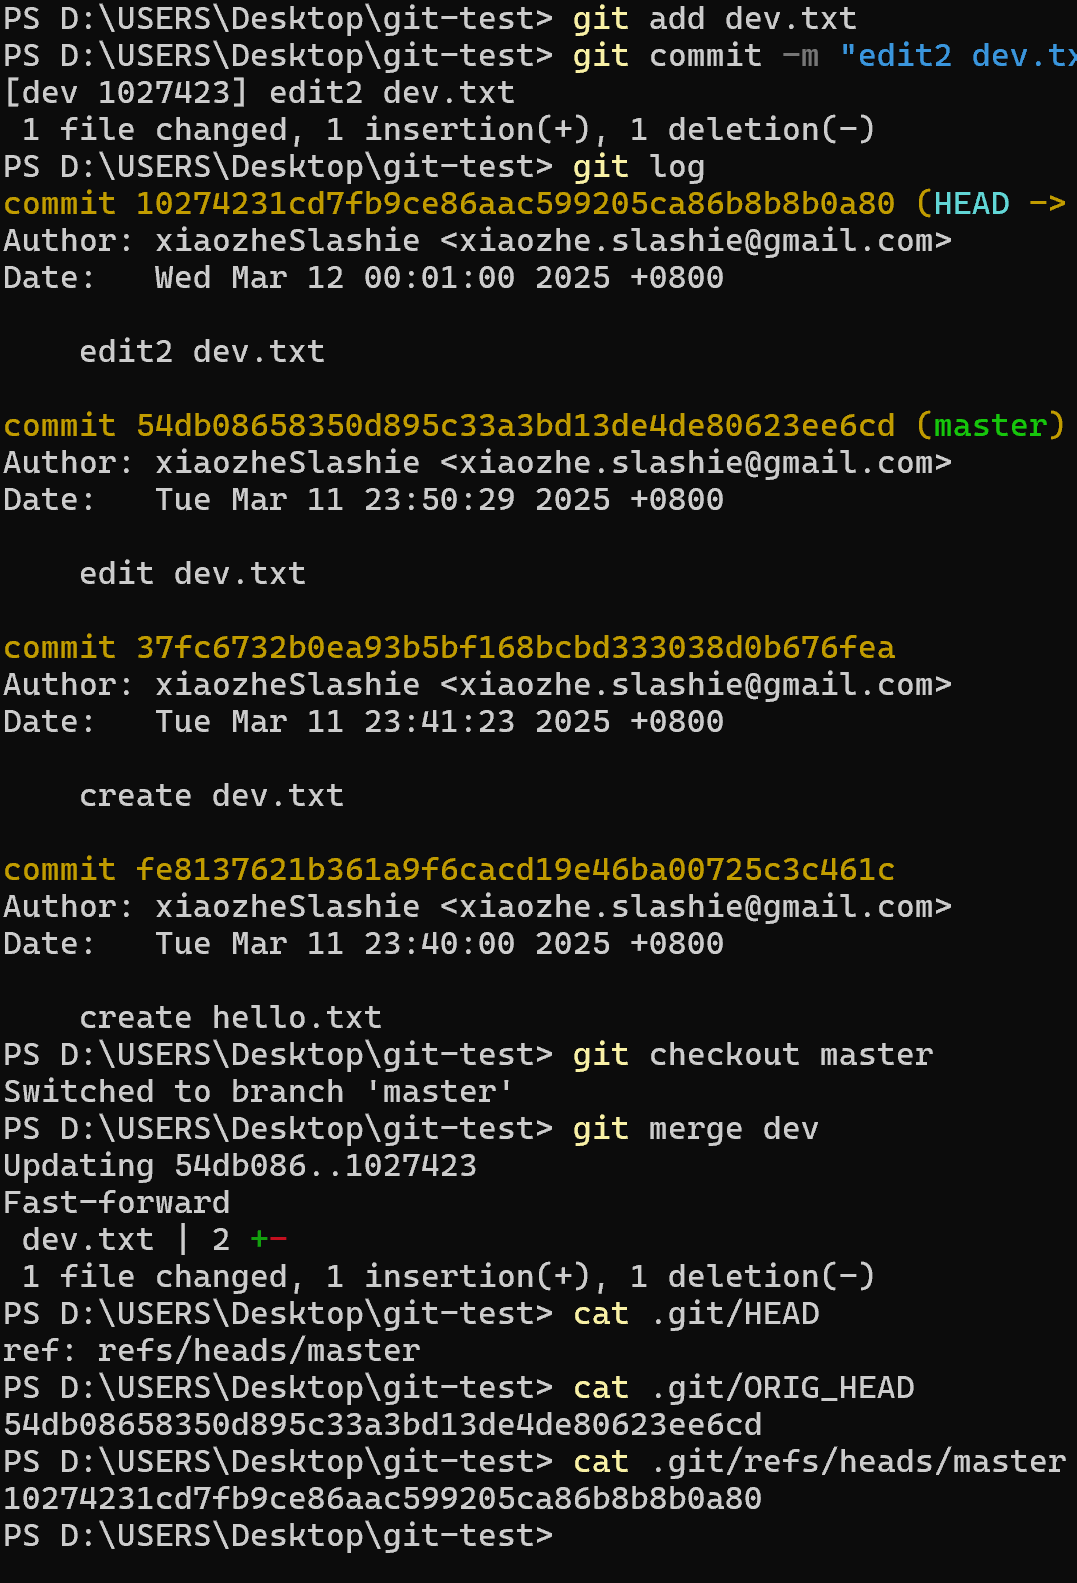 PS D:\USERS\Desktop\git-test> git add dev.txt
PS D:\USERS\Desktop\git-test> git commit -m "edit2 dev.tx
[dev 1027423] edit2 dev.txt
 1 file changed, 1 insertion(+), 1 deletion(-)
PS D:\USERS\Desktop\git-test> git log
commit 10274231cd7fb9ce86aac599205ca86b8b8b0a80 (HEAD ->
Author: xiaozheSlashie <xiaozhe.slashie@gmail.com>
Date:   Wed Mar 12 00:01:00 2025 +0800
    edit2 dev.txt
commit 54db08658350d895c33a3bd13de4de80623ee6cd (master)
Author: xiaozheSlashie <xiaozhe.slashie@gmail.com>
Date:   Tue Mar 11 23:50:29 2025 +0800
    edit dev.txt
commit 37fc6732b0ea93b5bf168bcbd333038d0b676fea
Author: xiaozheSlashie <xiaozhe.slashie@gmail.com>
Date:   Tue Mar 11 23:41:23 2025 +0800
    create dev.txt
commit fe8137621b361a9f6cacd19e46ba00725c3c461c
Author: xiaozheSlashie <xiaozhe.slashie@gmail.com>
Date:   Tue Mar 11 23:40:00 2025 +0800
    create hello.txt
PS D:\USERS\Desktop\git-test> git checkout master
Switched to branch 'master'
PS D:\USERS\Desktop\git-test> git merge dev
Updating 54db086..1027423
Fast-forward
 dev.txt | 2 +-
 1 file changed, 1 insertion(+), 1 deletion(-)
PS D:\USERS\Desktop\git-test> cat .git/HEAD
ref: refs/heads/master
PS D:\USERS\Desktop\git-test> cat .git/ORIG_HEAD
54db08658350d895c33a3bd13de4de80623ee6cd
PS D:\USERS\Desktop\git-test> cat .git/refs/heads/master
10274231cd7fb9ce86aac599205ca86b8b8b0a80
PS D:\USERS\Desktop\git-test>